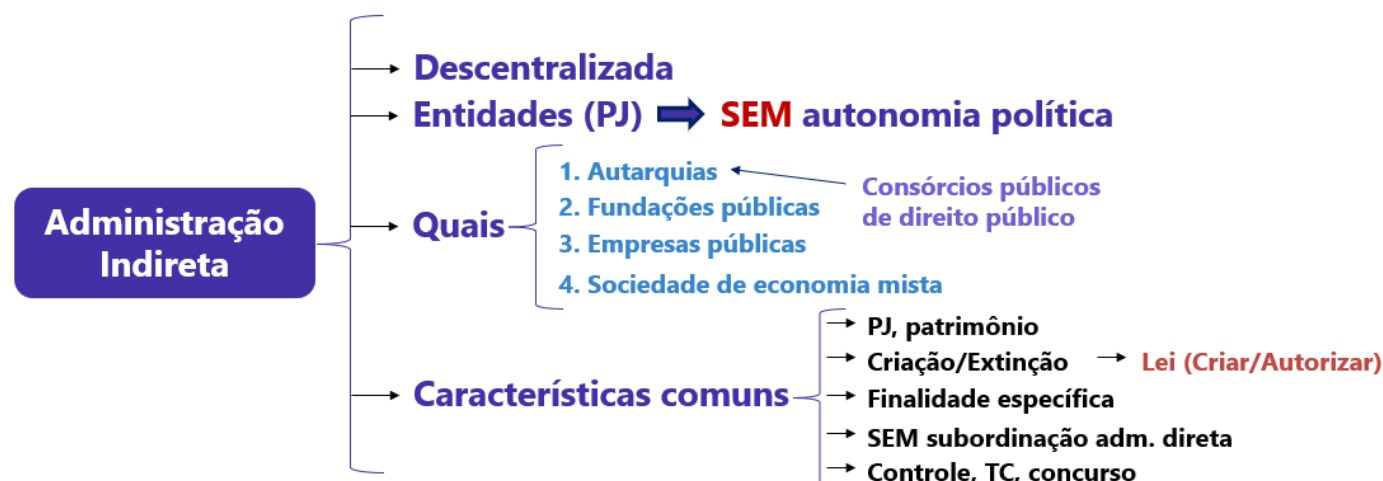 Administração
Indireta
Descentralizada
Entidades (PJ) SEM autonomia política
Quais
1. Autarquias
2. Fundações públicas
3. Empresas públicas
4. Sociedade de economia mista
Consórcios públicos
de direito público
Características comuns
PJ, patrimônio
Criação/Extinção Lei (Criar/Autorizar)
Finalidade específica
SEM subordinação adm. direta
Controle, TC, concurso